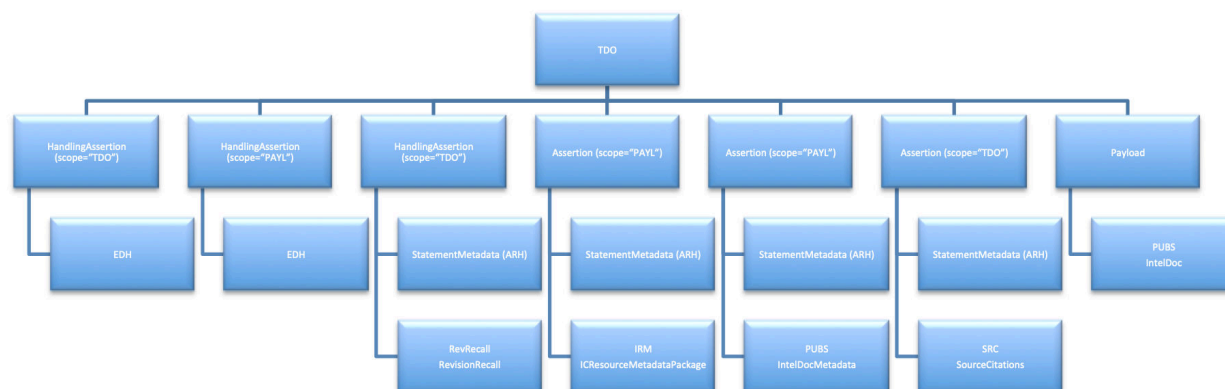 TDO
HandlingAssertion
(scope=”TDO”)
HandlingAssertion
(scope=”PAYL”)
HandlingAssertion
(scope=”TDO”)
Assertion (scope=”PAYL”)
Assertion (scope=”PAYL”)
Assertion (scope=”TDO”)
Payload
EDH
EDH
StatementMetadata (ARH)
StatementMetadata (ARH)
StatementMetadata (ARH)
StatementMetadata (ARH)
PUBS
IntelDoc
RevRecall
RevisionRecall
IRM
ICResourceMetadataPackage
PUBS
IntelDocMetadata
SRC
SourceCitations